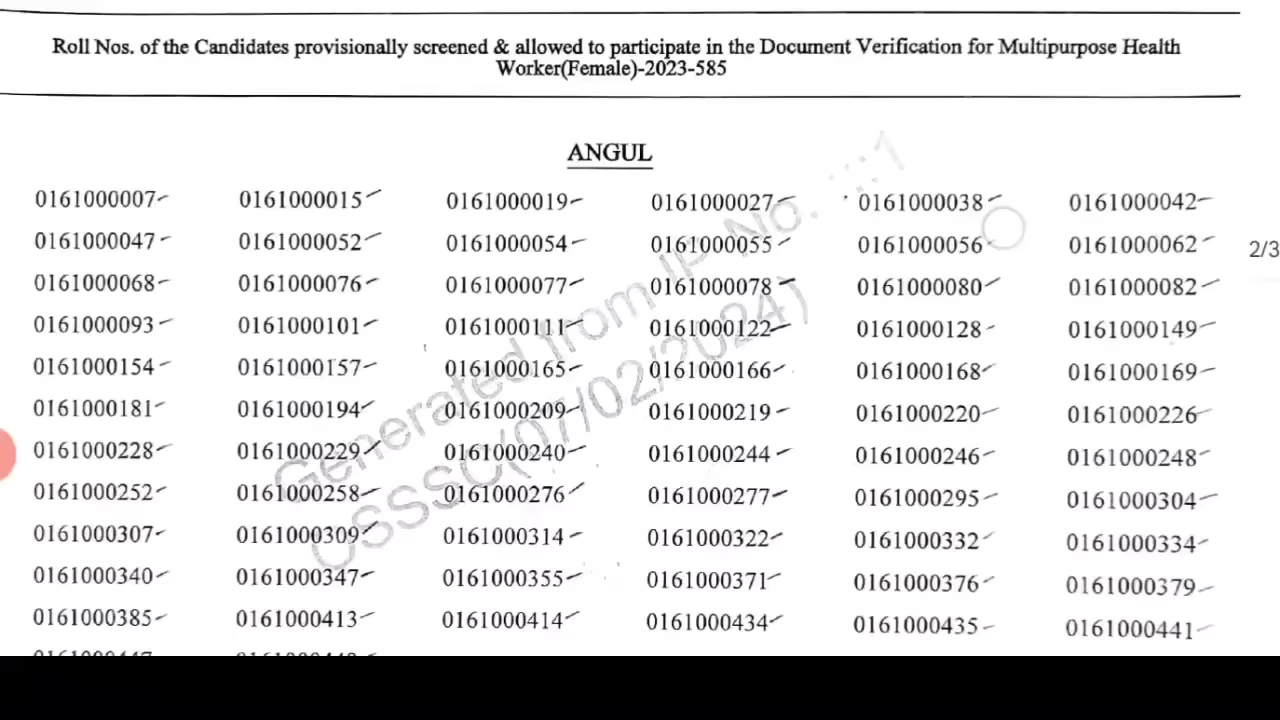 Roll Nos. of the Candidates provisionally screened & allowed to participate in the Document Verification for Multipurpose Health
Worker(Female)-2023-585
ANGUL
0161000007 0161000015 0161000019 0161000027 0161000038 0161000042
0161000047 0161000052 0161000054 0161000055 0161000056 0161000062
2/3
0161000068 0161000076 0161000077 0161000078 0161000080 0161000082
0161000093 0161000101 0161000111 0161000122 0161000128 0161000149
0161000154 0161000157 0161000165 0161000166 0161000168 0161000169
0161000181 0161000194 0161000209 0161000219 0161000220 0161000226
0161000228 0161000229 0161000240 0161000244 0161000246 0161000248
0161000252 0161000258 0161000276 0161000277 0161000295 0161000304
0161000307 0161000309 0161000314 0161000322 0161000332 0161000334
0161000340 0161000347 0161000355 0161000371 0161000376 0161000379
0161000385 0161000413 0161000414 0161000434 0161000435 0161000441
Generated from IP No. :::1
OSSSC(07/02/2024)